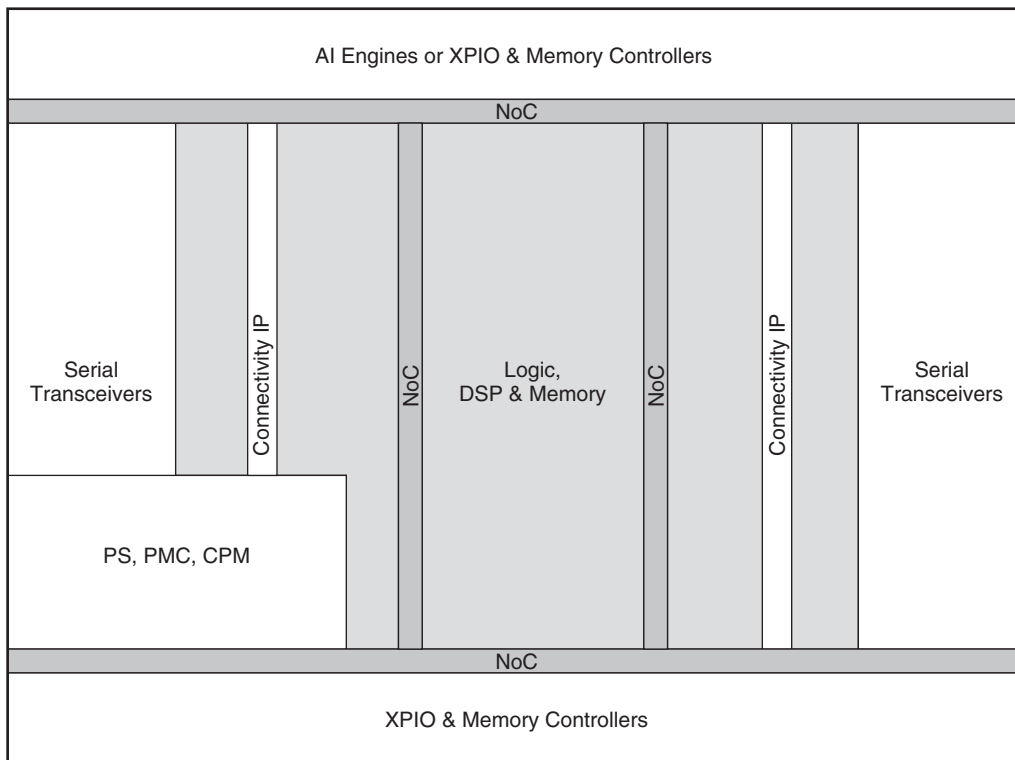 AI Engines or XPIO & Memory Controllers
NoC
Serial
Transceivers
Connectivity IP
NoC
Logic,
DSP & Memory
NoC
Connectivity IP
Serial
Transceivers
PS, PMC, CPM
NoC
XPIO & Memory Controllers